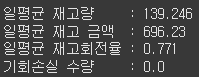 일평균 재고량 : 139.246
일평균 재고 금액 : 696.23
일평균 재고회전율 : 0.771
기회손실 수량 : 0.0